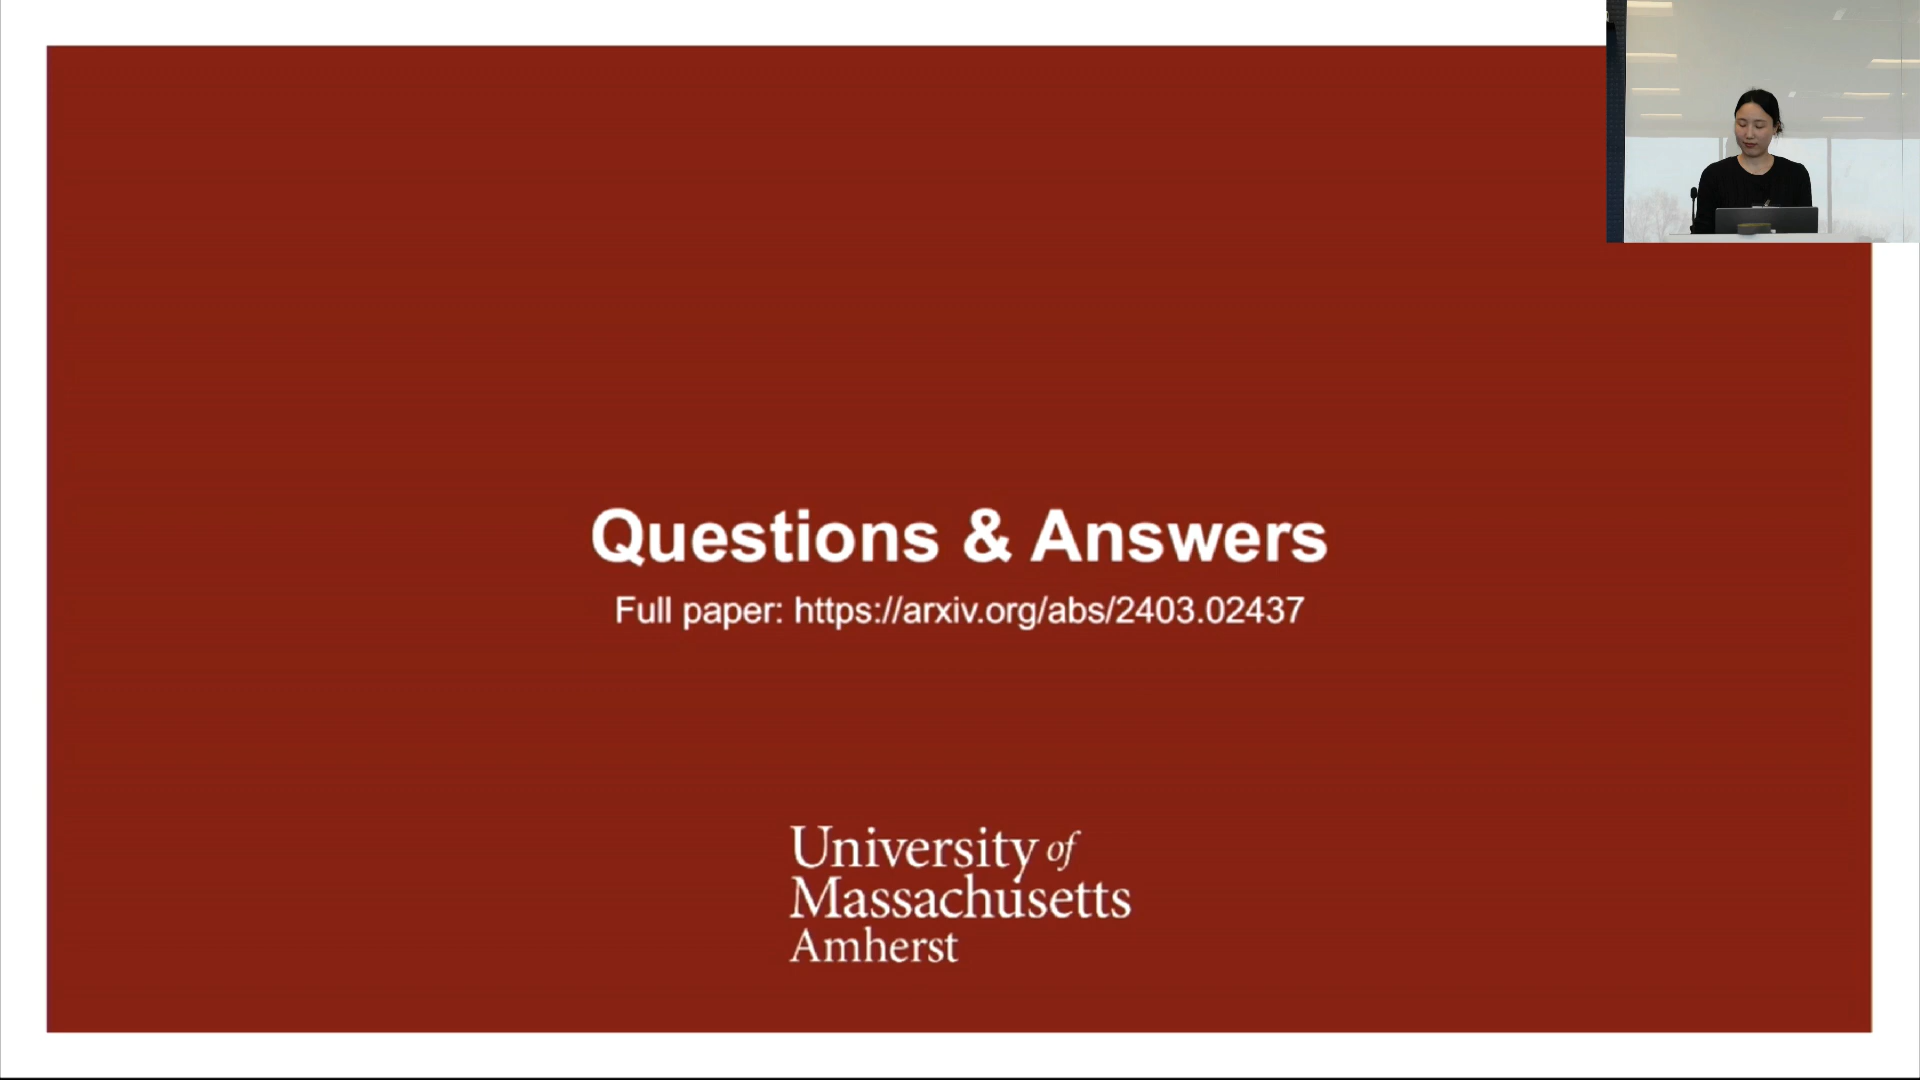 Questions & Answers
Full paper: https://arxiv.org/abs/2403.02437
University of
Massachusetts
Amherst